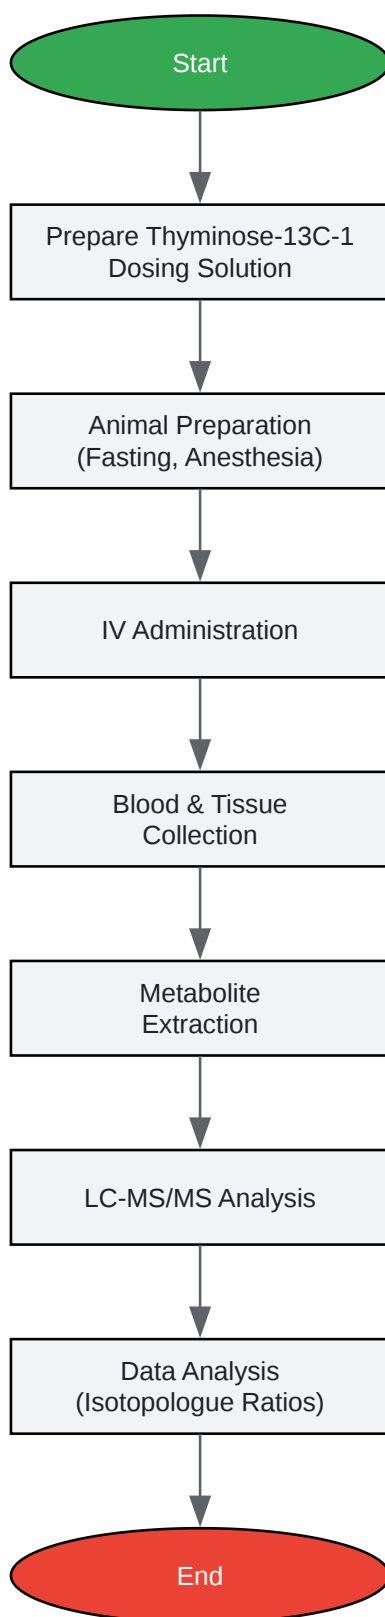 Start
Prepare Thyminose-13C-1
Dosing Solution
Animal Preparation
(Fasting, Anesthesia)
IV Administration
Blood & Tissue
Collection
Metabolite
Extraction
LC-MS/MS Analysis
Data Analysis
(Isotopologue Ratios)
End